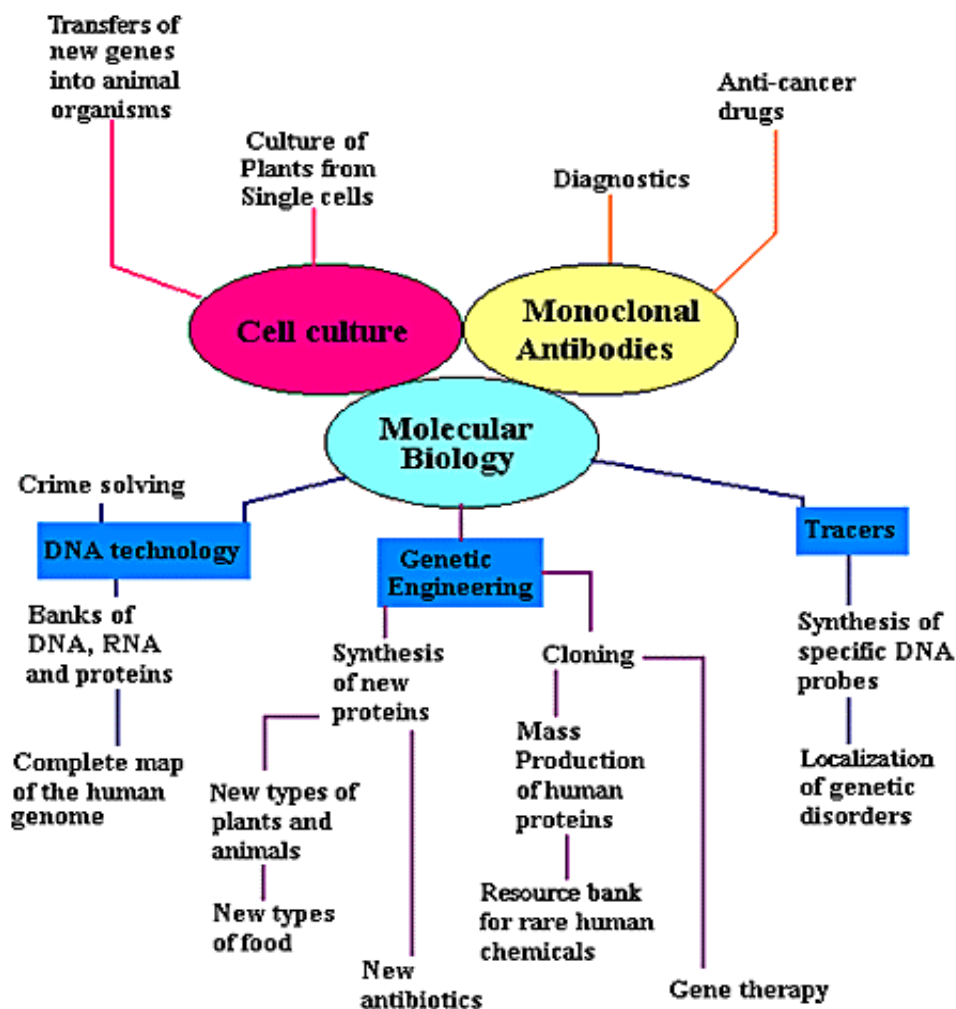 Transfers of
new genes
into animal
organisms
Culture of
Plants from
Single cells
Anti-cancer
drugs
Diagnostics
Cell culture
Monoclonal
Antibodies
Molecular
Biology
Crime solving
DNA technology
Banks of
DNA, RNA
and proteins
Complete map
of the human
genome
Genetic
Engineering
Synthesis
of new
proteins
New types of
plants and
animals
New types
of food
New
antibiotics
Cloning
Mass
Production
of human
proteins
Resource bank
for rare human
chemicals
Gene therapy
Tracers
Synthesis of
specific DNA
probes
Localization
of genetic
disorders